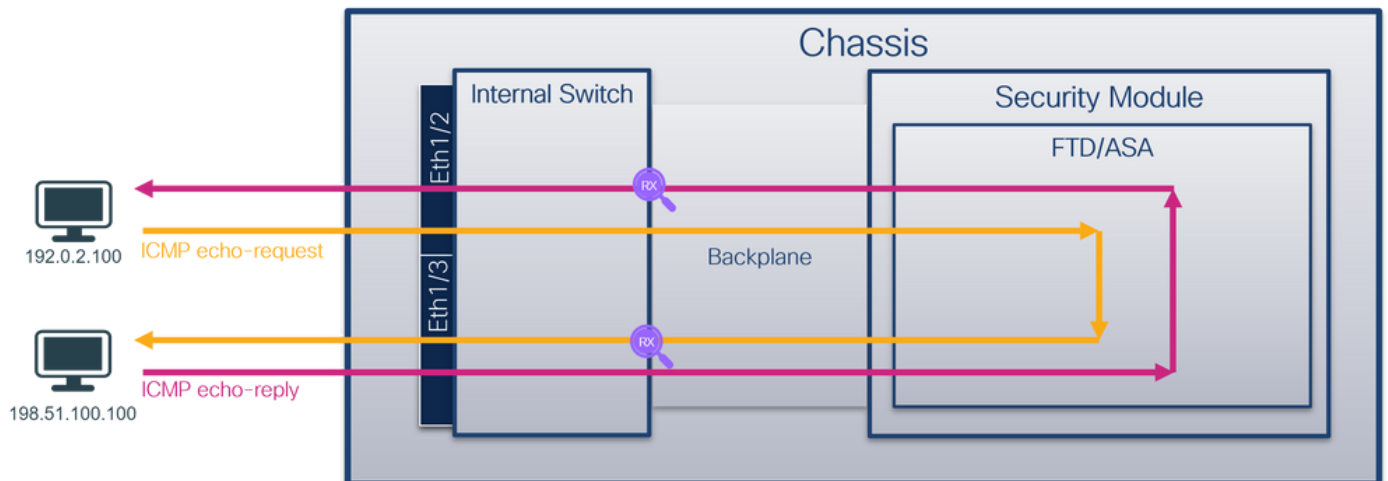 Chassis
Internal Switch
Security Module
FTD/ASA
Eth1/2
RX
192.0.2.100
ICMP echo-request
Backplane
Eth1/3
RX
198.51.100.100
ICMP echo-reply